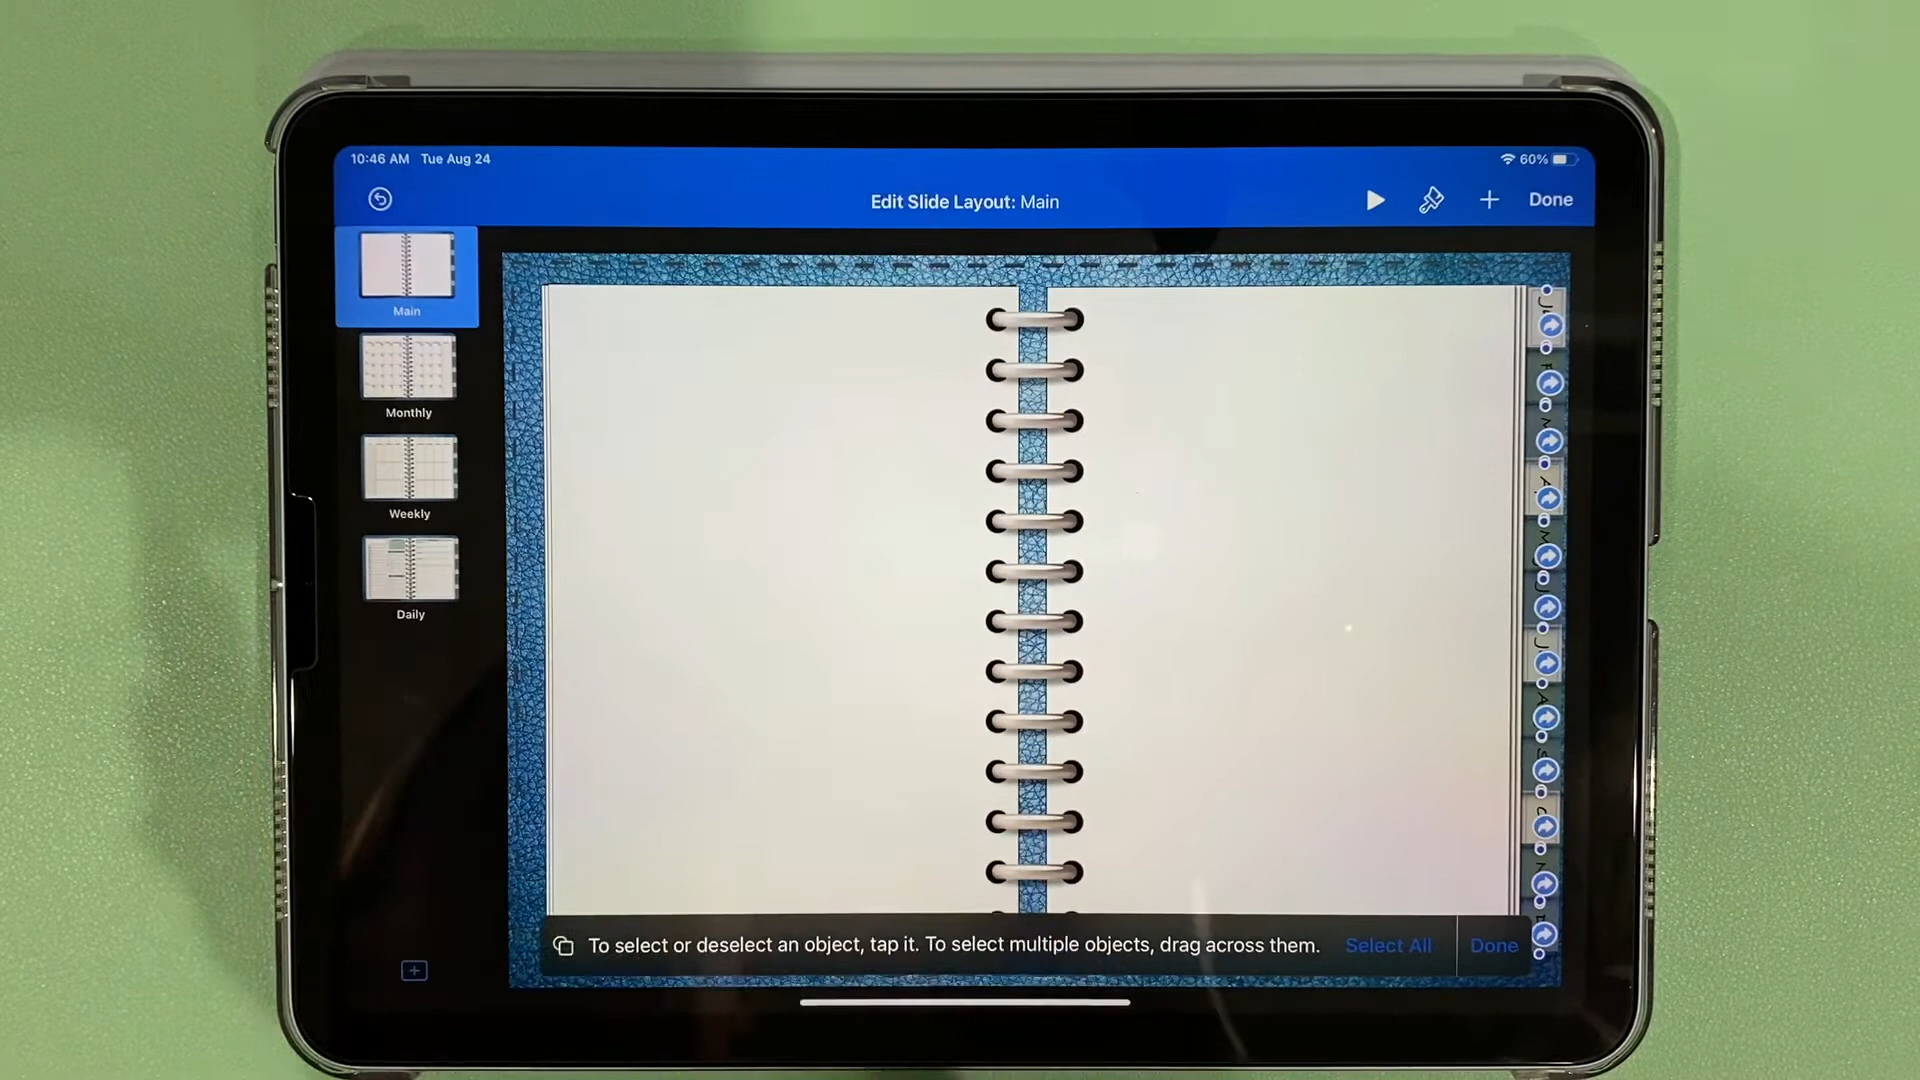 10:46 AM Tue Aug 24
60%
Edit Slide Layout: Main
Done
Main
Monthly
Weekly
Daily
J
F
M
A
M
J
J
A
S
N
To select or deselect an object, tap it. To select multiple objects, drag across them.
Select All
Done